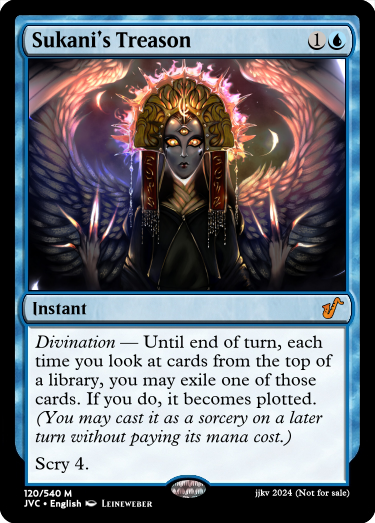 Sukani's Treason 1
Instant
Divination — Until end of turn, each
time you look at cards from the top of
a library, you may exile one of those
cards. If you do, it becomes plotted.
(You may cast it as a sorcery on a later
turn without paying its mana cost.)
Scry 4.
120/540 M jjkv 2024 (Not for sale)
JVC • English Leineweber